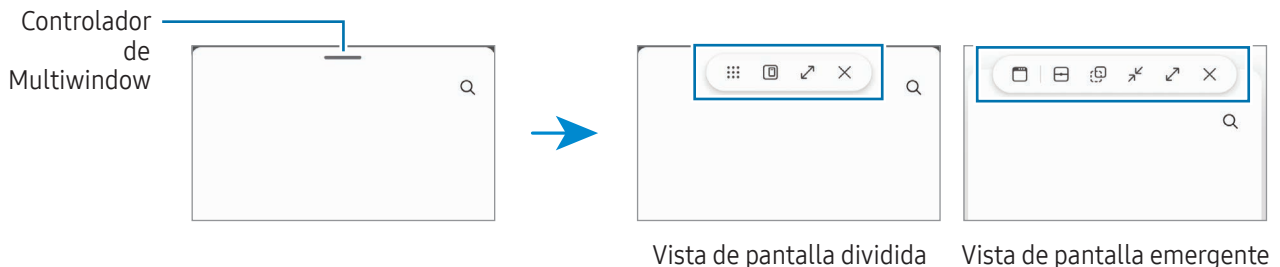 Controlador
de
Multiwindow
Vista de pantalla dividida
Vista de pantalla emergente